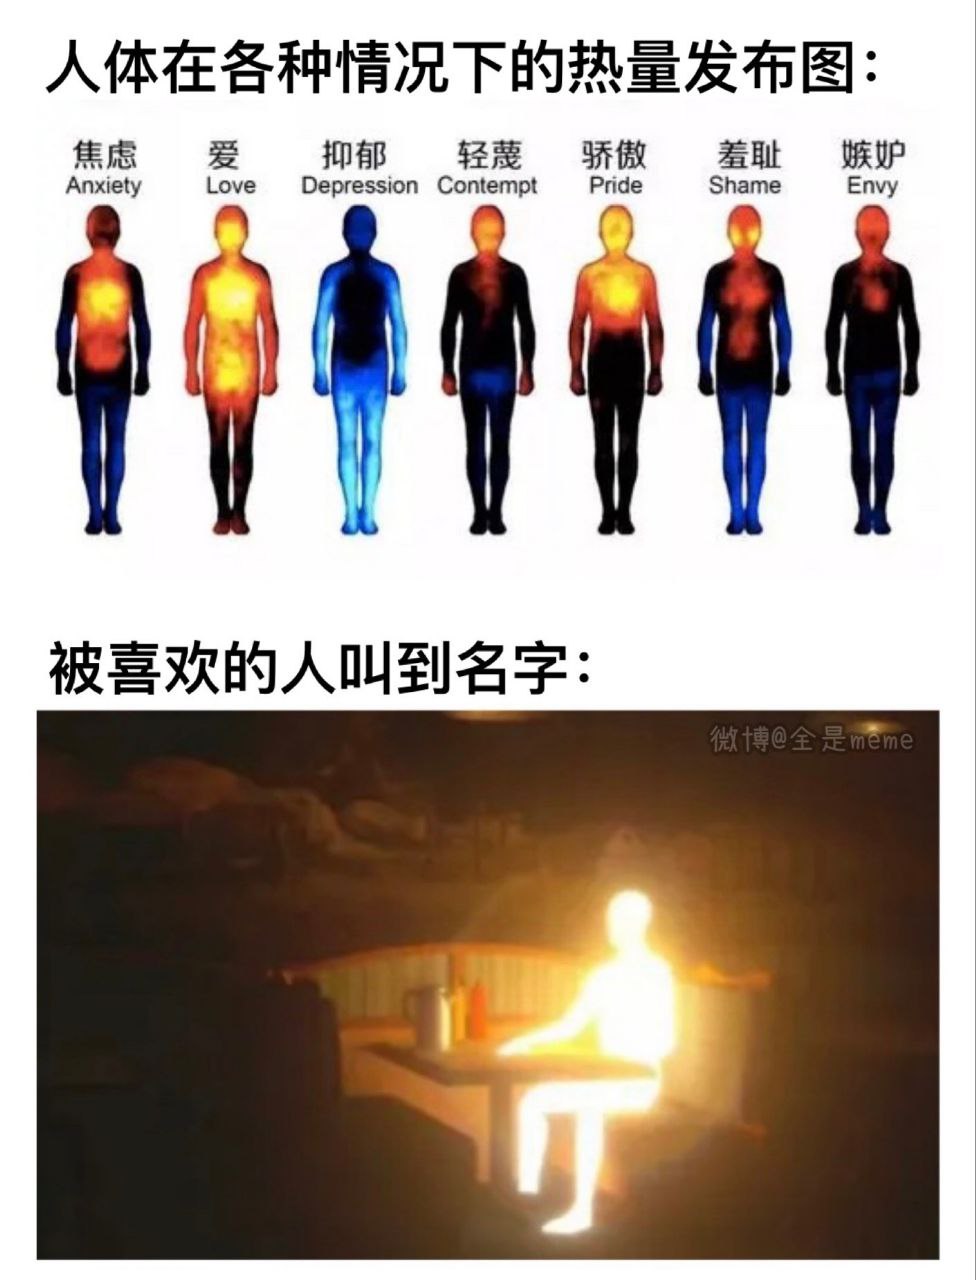 人体在各种情况下的热量发布图：
焦虑 爱 抑郁 轻蔑 骄傲 羞耻 嫉妒
Anxiety Love Depression Contempt Pride Shame Envy
被喜欢的人叫到名字：
微博@全是meme